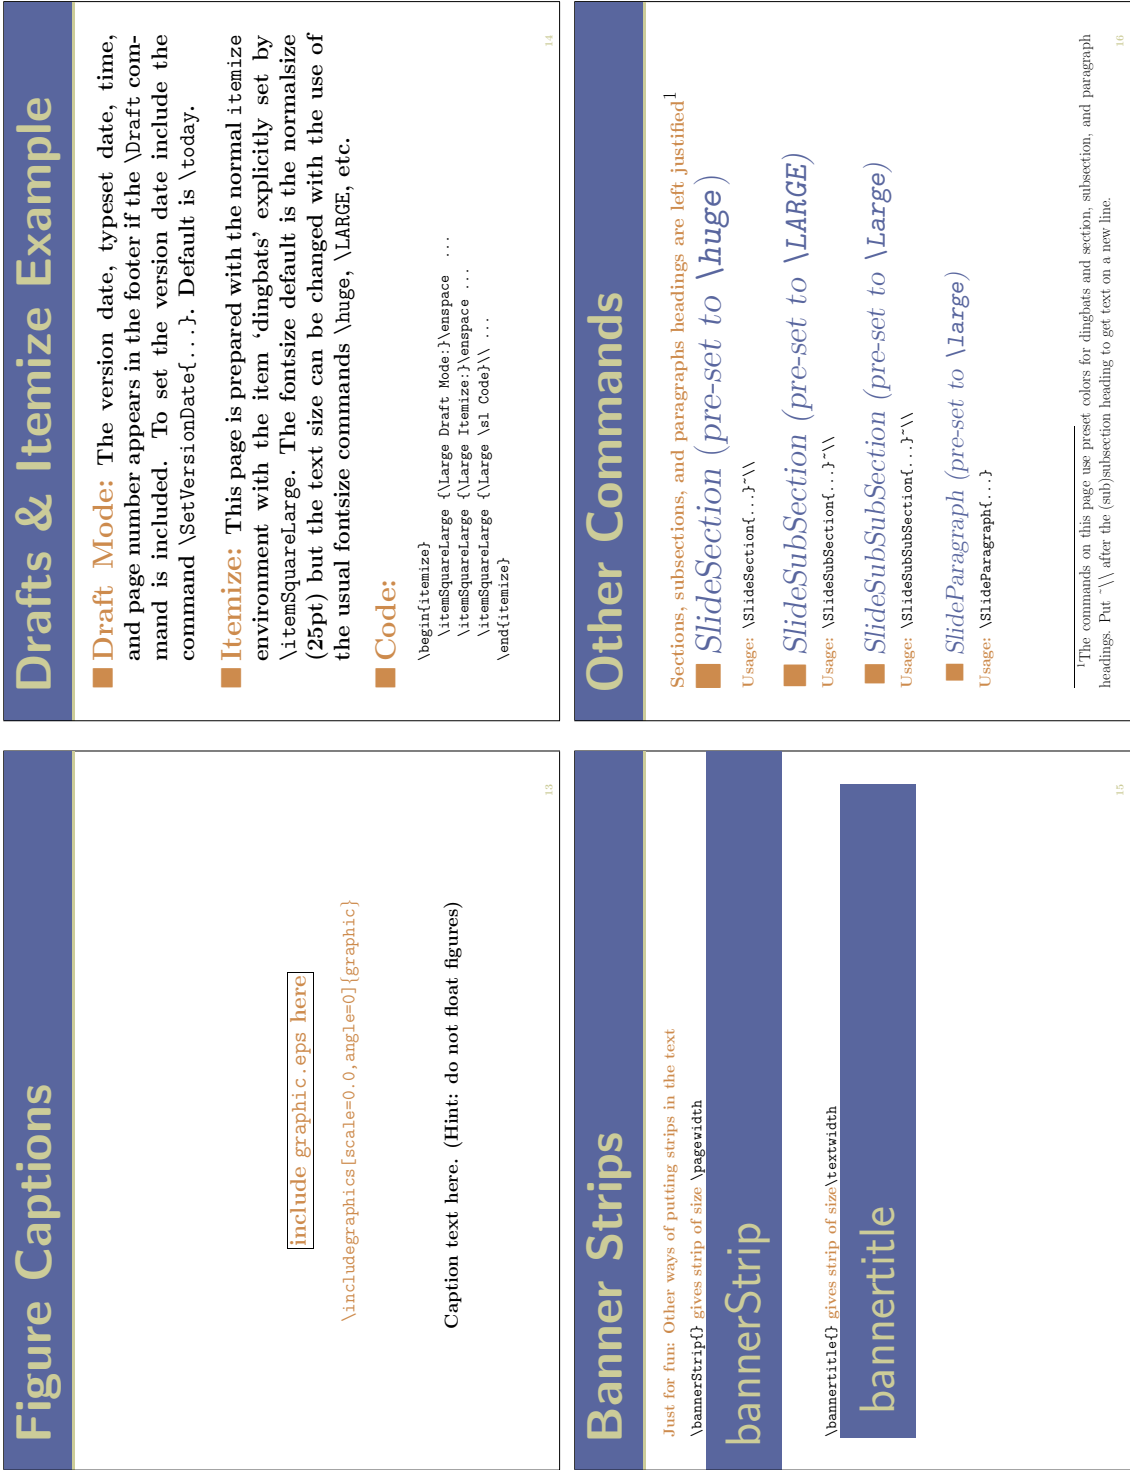 Figure Captions
include graphic.eps here
\includegraphics[scale=0.0,angle=0]{graphic}
Caption text here. (Hint: do not float figures)
13
Drafts & Itemize Example
Draft Mode: The version date, typeset date, time,
and page number appears in the footer if the \Draft com-
mand is included. To set the version date include the
command \SetVersionDate{...}. Default is \today.
Itemize: This page is prepared with the normal itemize
environment with the item ‘dingbats’ explicitly set by
\itemSquareLarge. The fontsize default is the normalsize
(25pt) but the text size can be changed with the use of
the usual fontsize commands \huge, \LARGE, etc.
Code:
\begin{itemize}
\itemSquareLarge {\Large Draft Mode:}\enspace ...
\itemSquareLarge {\Large Itemize:}\enspace ...
\itemSquareLarge {\Large \sl Code}\\ ...
\end{itemize}
14
Banner Strips
Just for fun: Other ways of putting strips in the text
\bannerStrip{} gives strip of size \pagewidth
bannerStrip
\bannertitle{} gives strip of size\textwidth
bannertitle
15
Other Commands
Sections, subsections, and paragraphs headings are left justified1
SlideSection (pre-set to \huge)
Usage: \SlideSection{...}~\\
SlideSubSection (pre-set to \LARGE)
Usage: \SlideSubSection{...}~\\
SlideSubSubSection (pre-set to \Large)
Usage: \SlideSubSubSection{...}~\\
SlideParagraph (pre-set to \large)
Usage: \SlideParagraph{...}
1The commands on this page use preset colors for dingbats and section, subsection, and paragraph
headings. Put ~\\ after the (sub)subsection heading to get text on a new line.
16